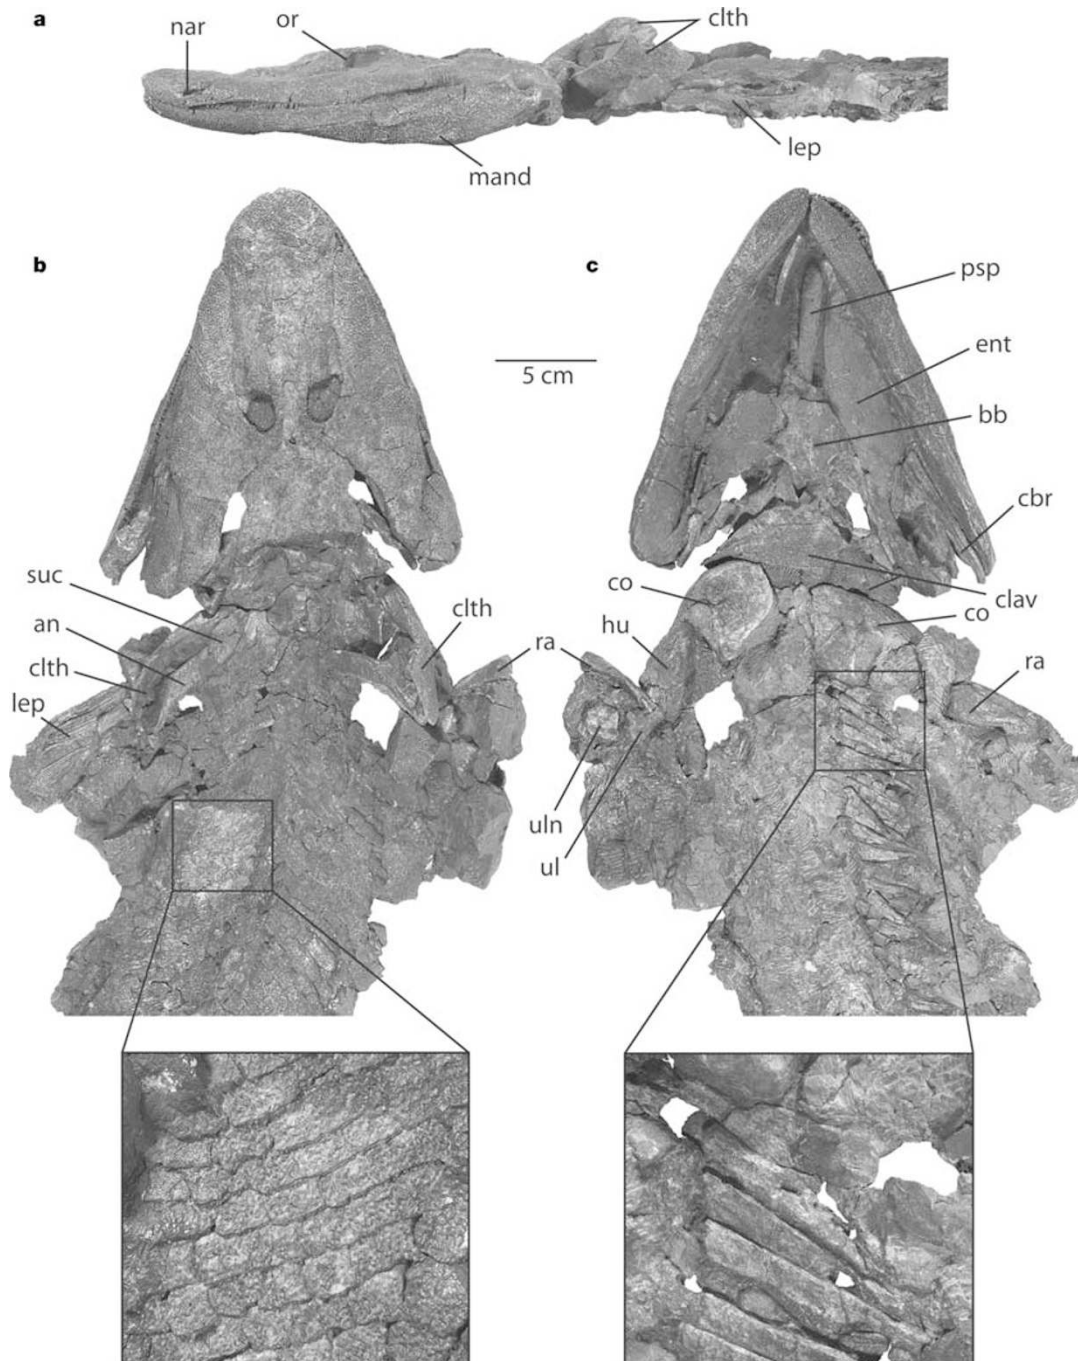 a
nar
or
clth
lep
mand
b
c
psp
ent
5 cm
bb
cbr
suc
clth
co
clav
co
an
hu
ra
ra
clth
lep
uln
ul